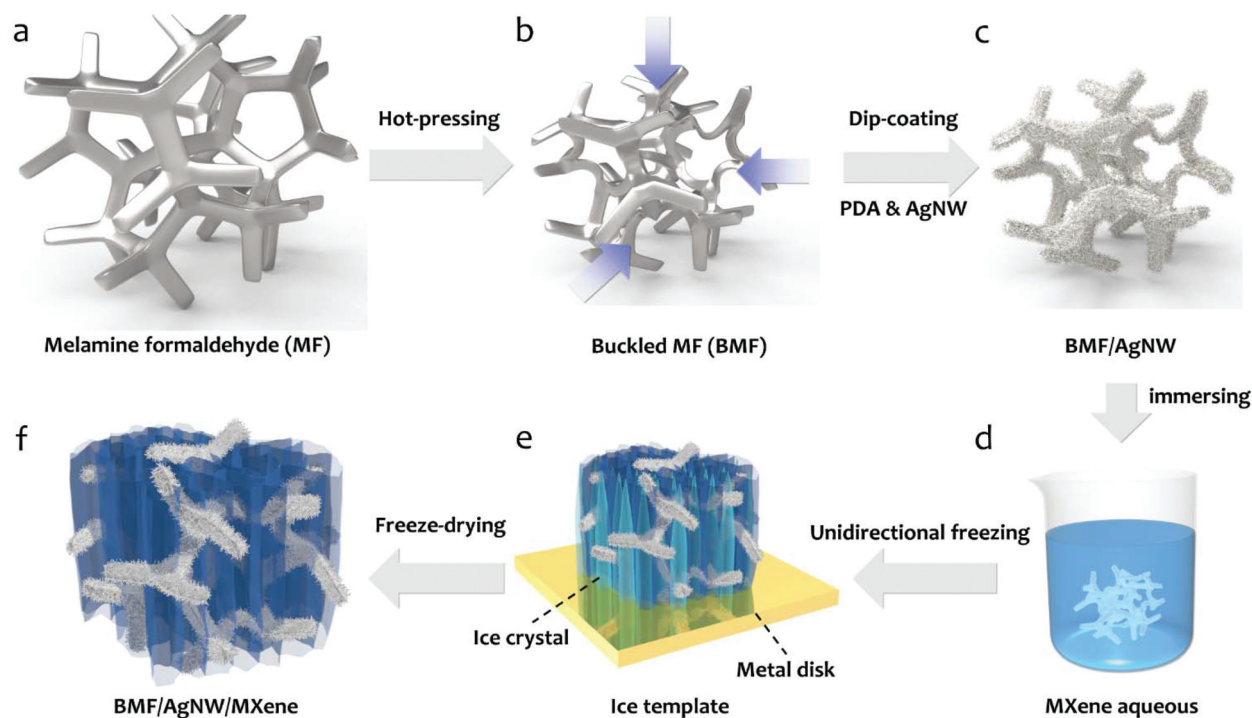 a
b
c
Hot-pressing
Dip-coating
PDA & AgNW
Melamine formaldehyde (MF)
Buckled MF (BMF)
BMF/AgNW
immersing
f
e
d
Freeze-drying
Unidirectional freezing
Ice crystal
Metal disk
BMF/AgNW/MXene
Ice template
MXene aqueous